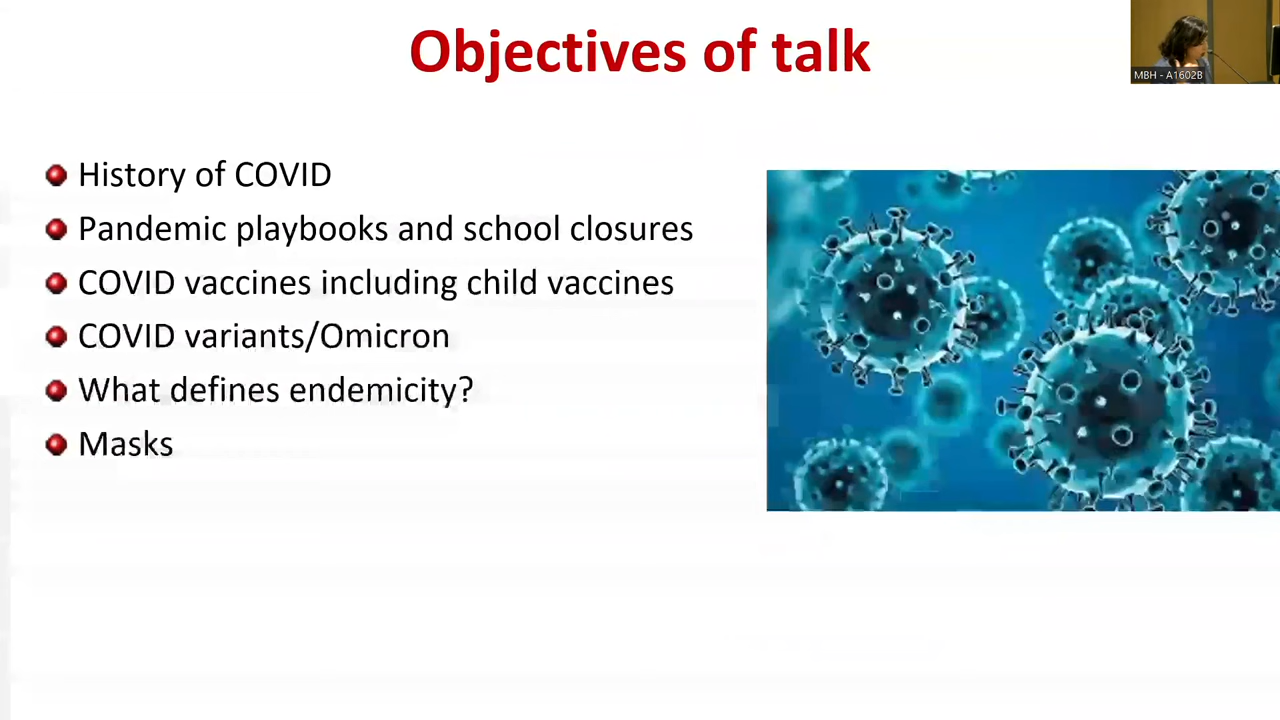 Objectives of talk
MBH - A1602B
History of COVID
Pandemic playbooks and school closures
COVID vaccines including child vaccines
COVID variants/Omicron
What defines endemicity?
Masks